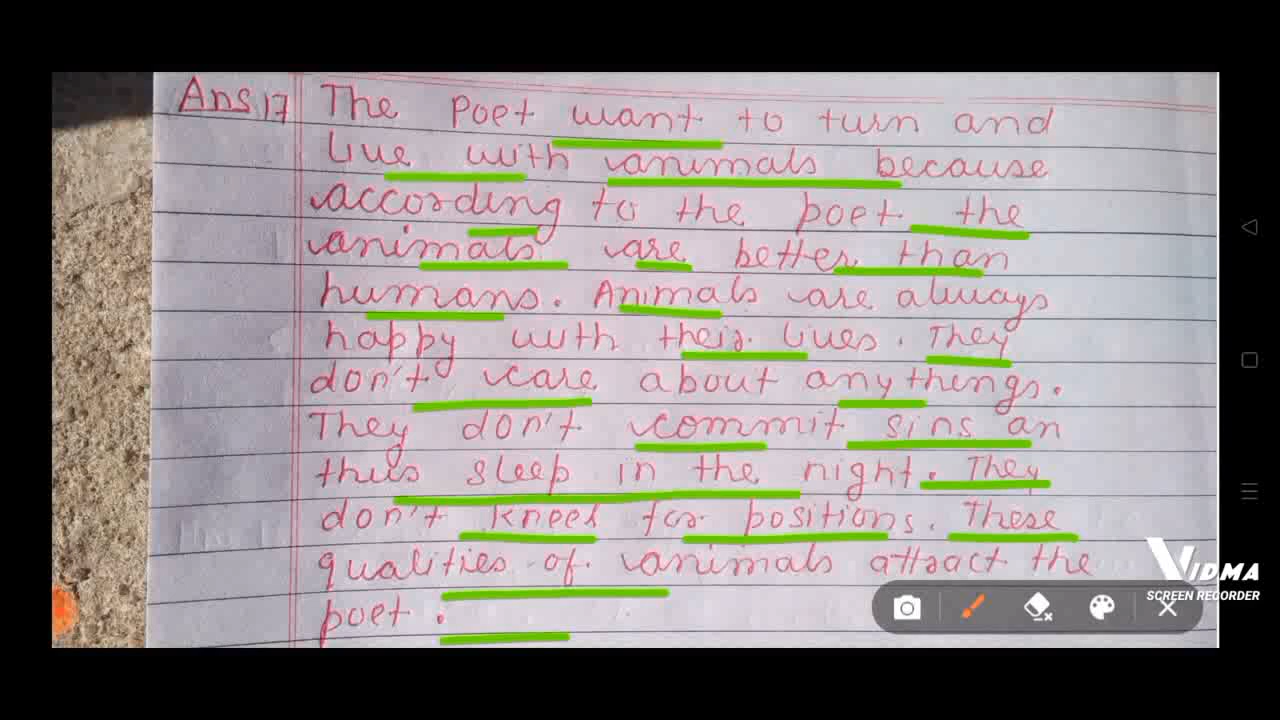 Ans 17 The poet want to turn and
live with animals because
according to the poet the
animals are better than
humans. Animals are always
happy with their lives. They
don't care about any things.
They don't commit sins an
thus sleep in the night. They
don't kneel for positions. These
qualities of animals attract the
poet.
VIDMA
SCREEN RECORDER